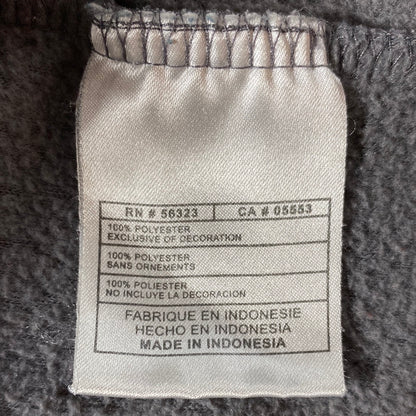 RN # 56323 CA # 05553
100% POLYESTER
EXCLUSIVE OF DECORATION
100% POLYESTER
SANS ORNEMENTS
100% POLIESTER
NO INCLUYE LA DECORACION
FABRIQUE EN INDONESIE
HECHO EN INDONESIA
MADE IN INDONESIA